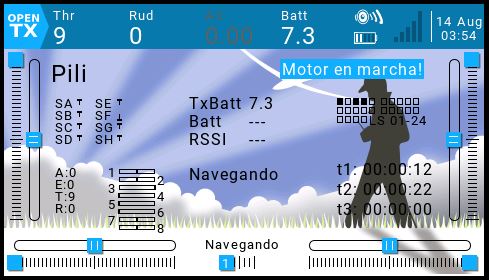 OPEN TX
Thr Rud A1 Batt
9 0 0.00 7.3
14 Aug
03:54
Motor en marcha!
Pili
SA SE
SB SF
SC SG
SD SH
TxBatt 7.3
Batt ---
RSSI ---
LS 01-24
Navegando
A:0
E:0
T:9
R:0
1 2
3 4
5 6
7 8
t1: 00:00:12
t2: 00:00:22
t3: 00:00:00
Navegando
1